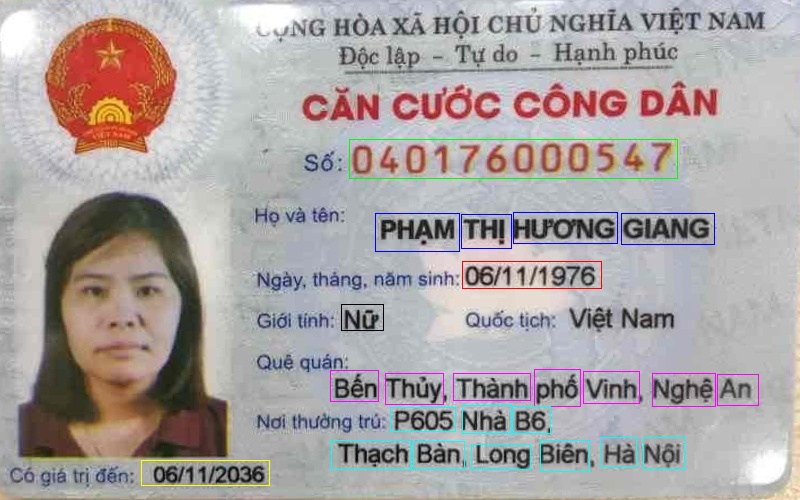 CỘNG HÒA XÃ HỘI CHỦ NGHĨA VIỆT NAM
Độc lập - Tự do - Hạnh phúc
CĂN CƯỚC CÔNG DÂN
Số: 040176000547
Họ và tên: PHẠM THỊ HƯƠNG GIANG
Ngày, tháng, năm sinh: 06/11/1976
Giới tính: Nữ Quốc tịch: Việt Nam
Quê quán:
Bến Thủy, Thành phố Vinh, Nghệ An
Nơi thường trú: P605 Nhà B6,
Thạch Bàn, Long Biên, Hà Nội
Có giá trị đến: 06/11/2036